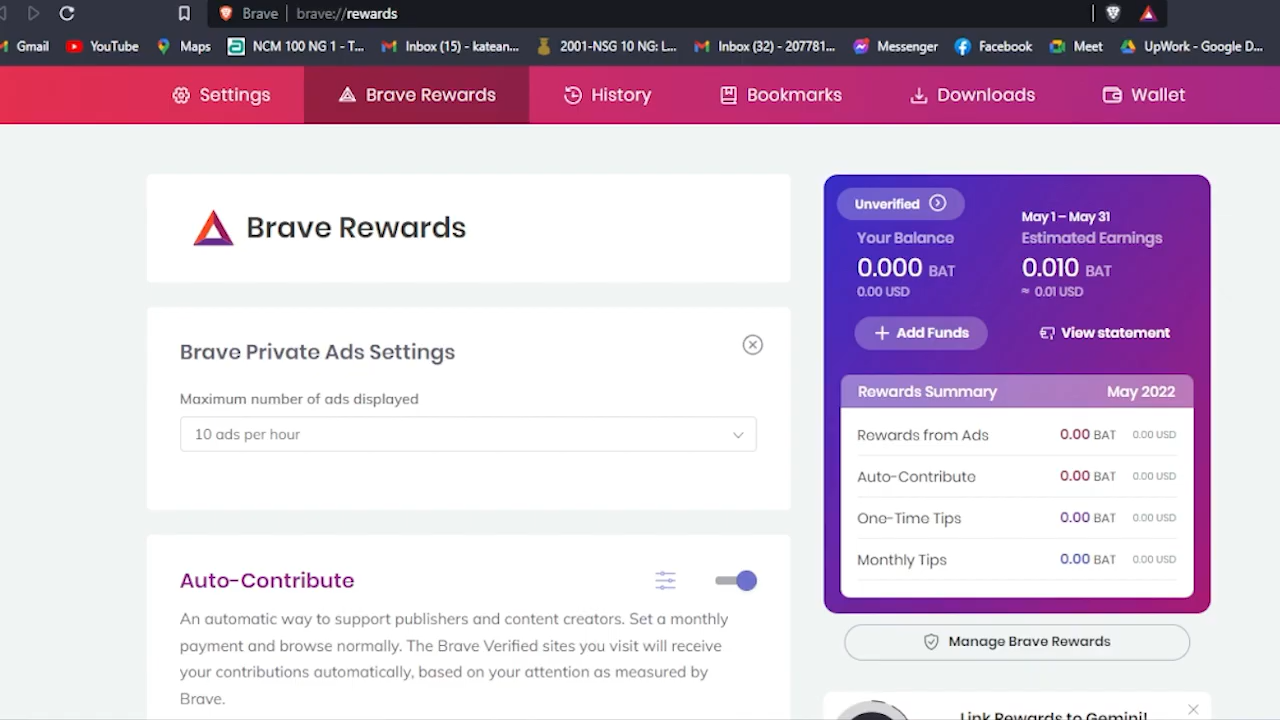 Brave brave://rewards
Gmail YouTube Maps NCM 100 NG 1 - T... Inbox (15) - katean... 2001-NSG 10 NG: L... Inbox (32) - 207781... Messenger Facebook Meet UpWork - Google D...
Settings Brave Rewards History Bookmarks Downloads Wallet
Brave Rewards
Brave Private Ads Settings
Maximum number of ads displayed
10 ads per hour
Auto-Contribute
An automatic way to support publishers and content creators. Set a monthly
payment and browse normally. The Brave Verified sites you visit will receive
your contributions automatically, based on your attention as measured by
Brave.
Unverified
Your Balance
0.000 BAT
0.00 USD
May 1 – May 31
Estimated Earnings
0.010 BAT
≈ 0.01 USD
+ Add Funds
View statement
Rewards Summary May 2022
Rewards from Ads 0.00 BAT 0.00 USD
Auto-Contribute 0.00 BAT 0.00 USD
One-Time Tips 0.00 BAT 0.00 USD
Monthly Tips 0.00 BAT 0.00 USD
Manage Brave Rewards
Link Rewards to Gemini!